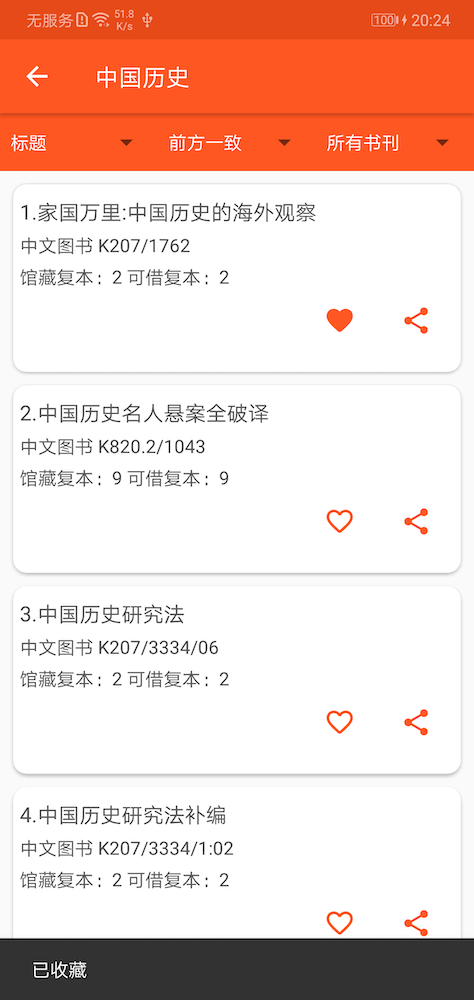 无服务 51.8 K/s 100 20:24
中国历史
标题 前方一致 所有书刊
1.家国万里:中国历史的海外观察
中文图书 K207/1762
馆藏复本：2 可借复本：2
2.中国历史名人悬案全破译
中文图书 K820.2/1043
馆藏复本：9 可借复本：9
3.中国历史研究法
中文图书 K207/3334/06
馆藏复本：2 可借复本：2
4.中国历史研究法补编
中文图书 K207/3334/1:02
馆藏复本：2 可借复本：2
已收藏